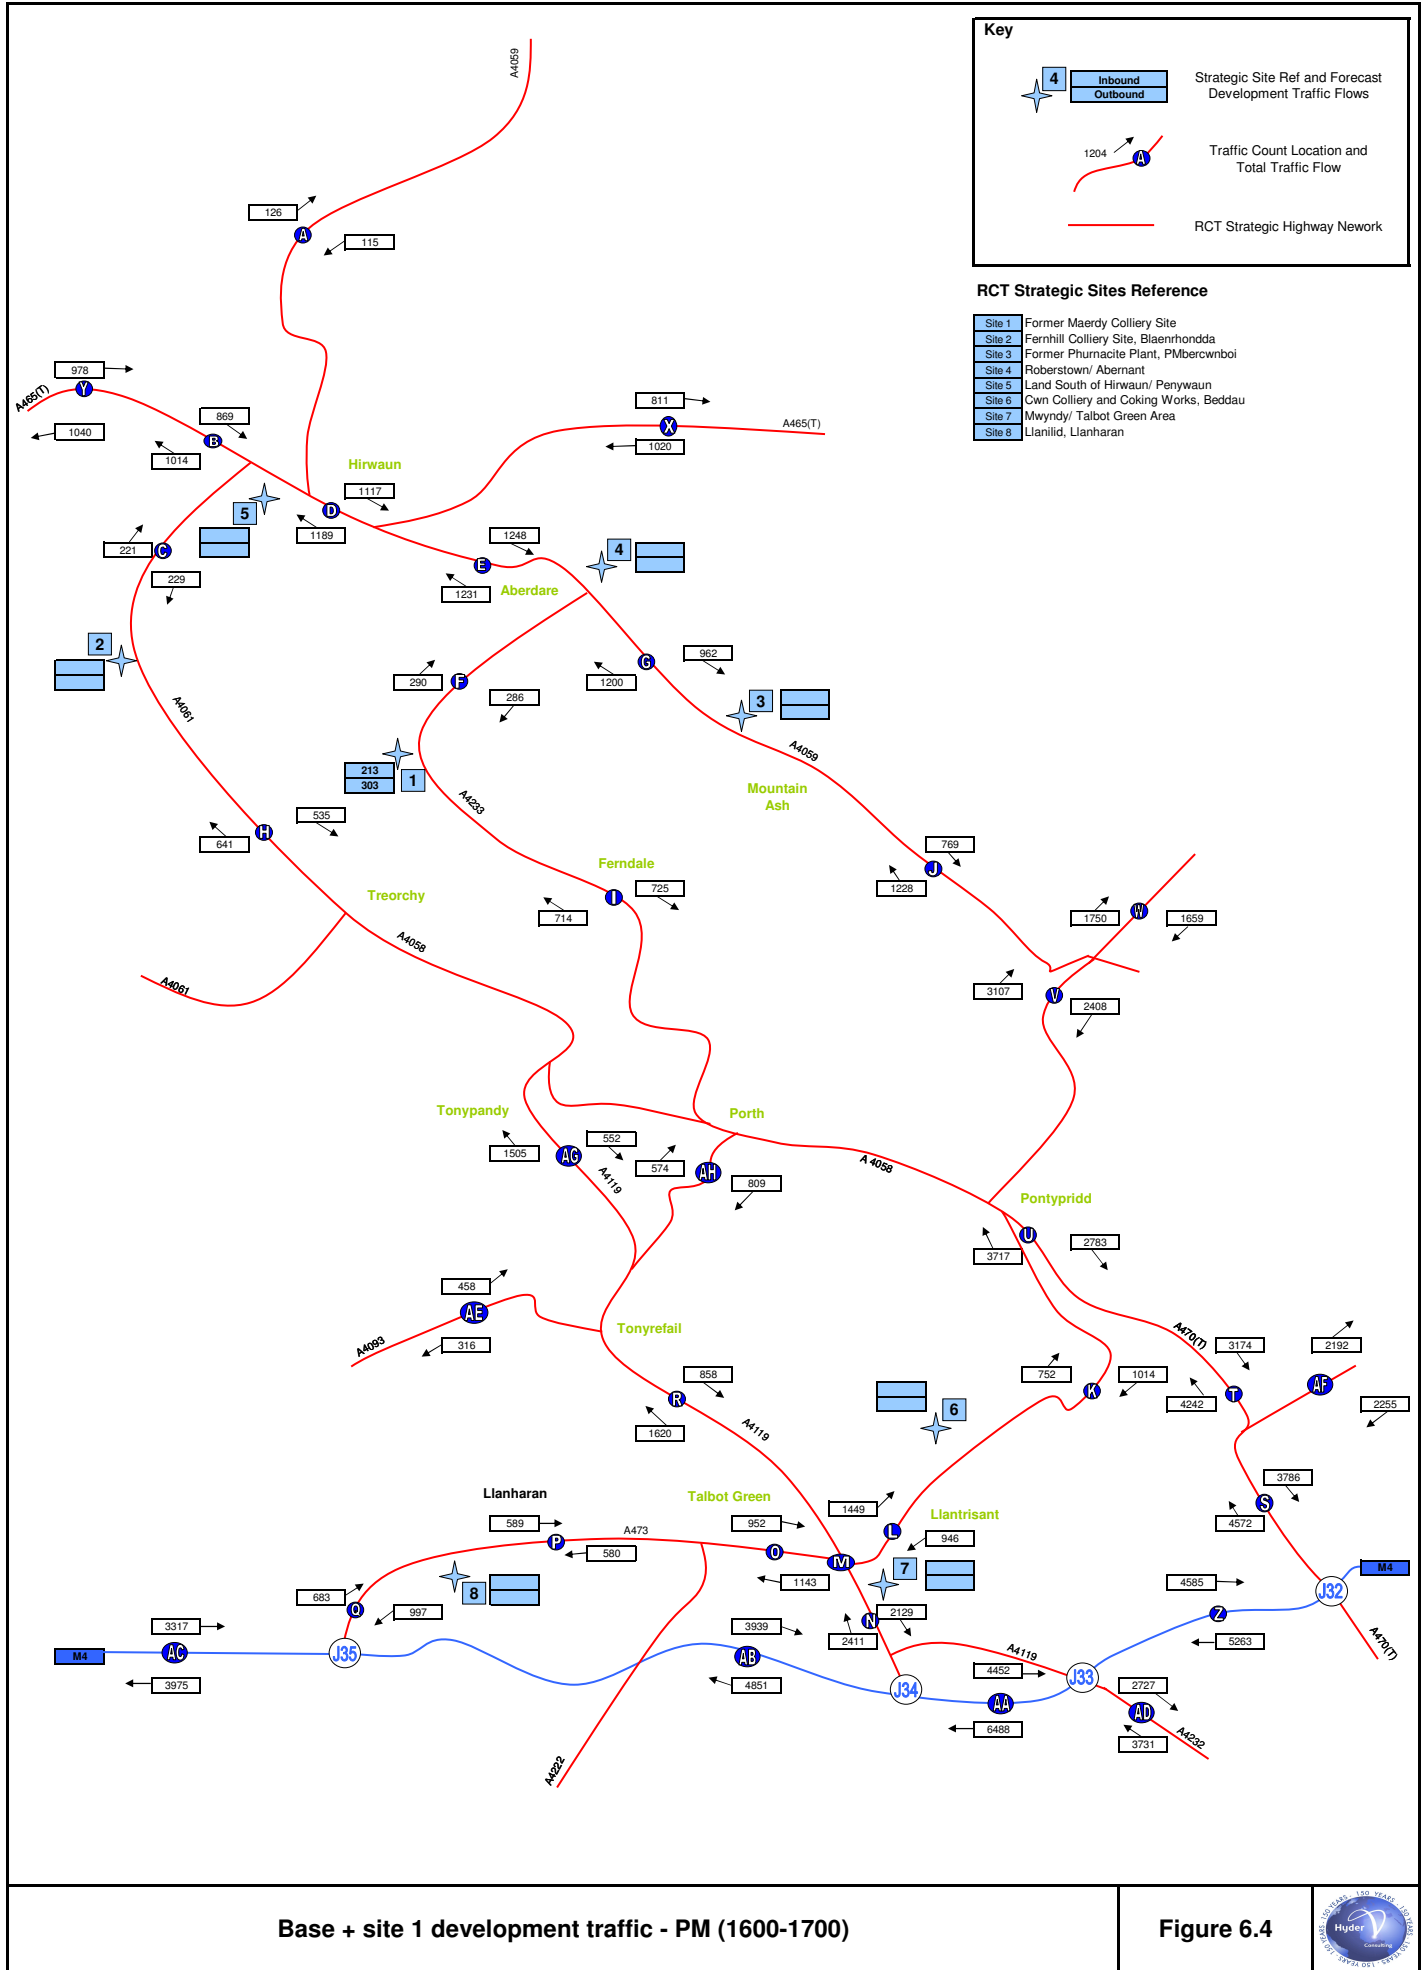 Key
4
Inbound
Outbound
Strategic Site Ref and Forecast
Development Traffic Flows
1204
A
Traffic Count Location and
Total Traffic Flow
RCT Strategic Highway Nework
RCT Strategic Sites Reference
Site 1 Former Maerdy Colliery Site
Site 2 Fernhill Colliery Site, Blaenrhondda
Site 3 Former Phurnacite Plant, PMbercwnboi
Site 4 Roberstown/ Abernant
Site 5 Land South of Hirwaun/ Penywaun
Site 6 Cwn Colliery and Coking Works, Beddau
Site 7 Mwyndy/ Talbot Green Area
Site 8 Llanilid, Llanharan
A4059
126
A
115
978
Y
A465(T)
1040
869
B
1014
811
X
A465(T)
1020
Hirwaun
1117
D
1189
5
221
C
229
1248
E
1231
Aberdare
4
2
A4061
290
F
286
962
G
1200
3
A4059
Mountain
Ash
213
303
1
A4233
535
H
641
Treorchy
Ferndale
725
I
714
769
J
1228
1750
W
1659
A4058
A4061
3107
V
2408
Tonypandy
Porth
1505
AG
552
A4119
574
AH
809
A 4058
Pontypridd
3717
U
2783
458
AE
316
A4093
Tonyrefail
A470(T)
3174
T
4242
2192
AF
2255
858
R
1620
A4119
6
752
K
1014
3786
S
4572
Llanharan
589
P
580
A473
Talbot Green
952
O
1143
M
1449
L
946
Llantrisant
7
8
683
Q
997
2129
N
2411
4585
Z
5263
J32
M4
A470(T)
3317
AC
M4
3975
J35
3939
AB
4851
J34
4452
AA
6488
A4119
J33
2727
AD
3731
A4232
A4222
Base + site 1 development traffic - PM (1600-1700)
Figure 6.4
Hyder
Consulting
150 YEARS